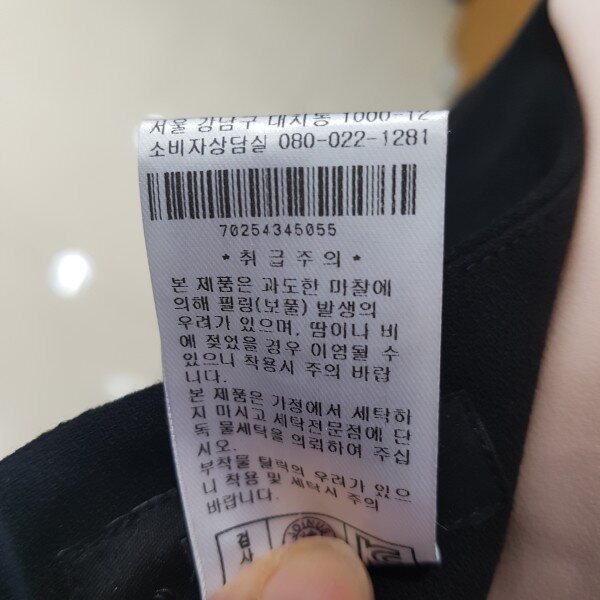 서울 강남구 대치동 1000-12
소비자상담실 080-022-1281
70254345055
* 취급주의 *
본 제품은 과도한 마찰에
의해 필링(보풀) 발생의
우려가 있으며, 땀이나 비
에 젖었을 경우 이염될 수
있으니 착용시 주의 바랍
니다.
본 제품은 가정에서 세탁하
지 마시고 세탁전문점에 단
독 물세탁을 의뢰하여 주십
시오.
부착물 탈락의 우려가 있으
니 착용 및 세탁시 주의
바랍니다.
검사